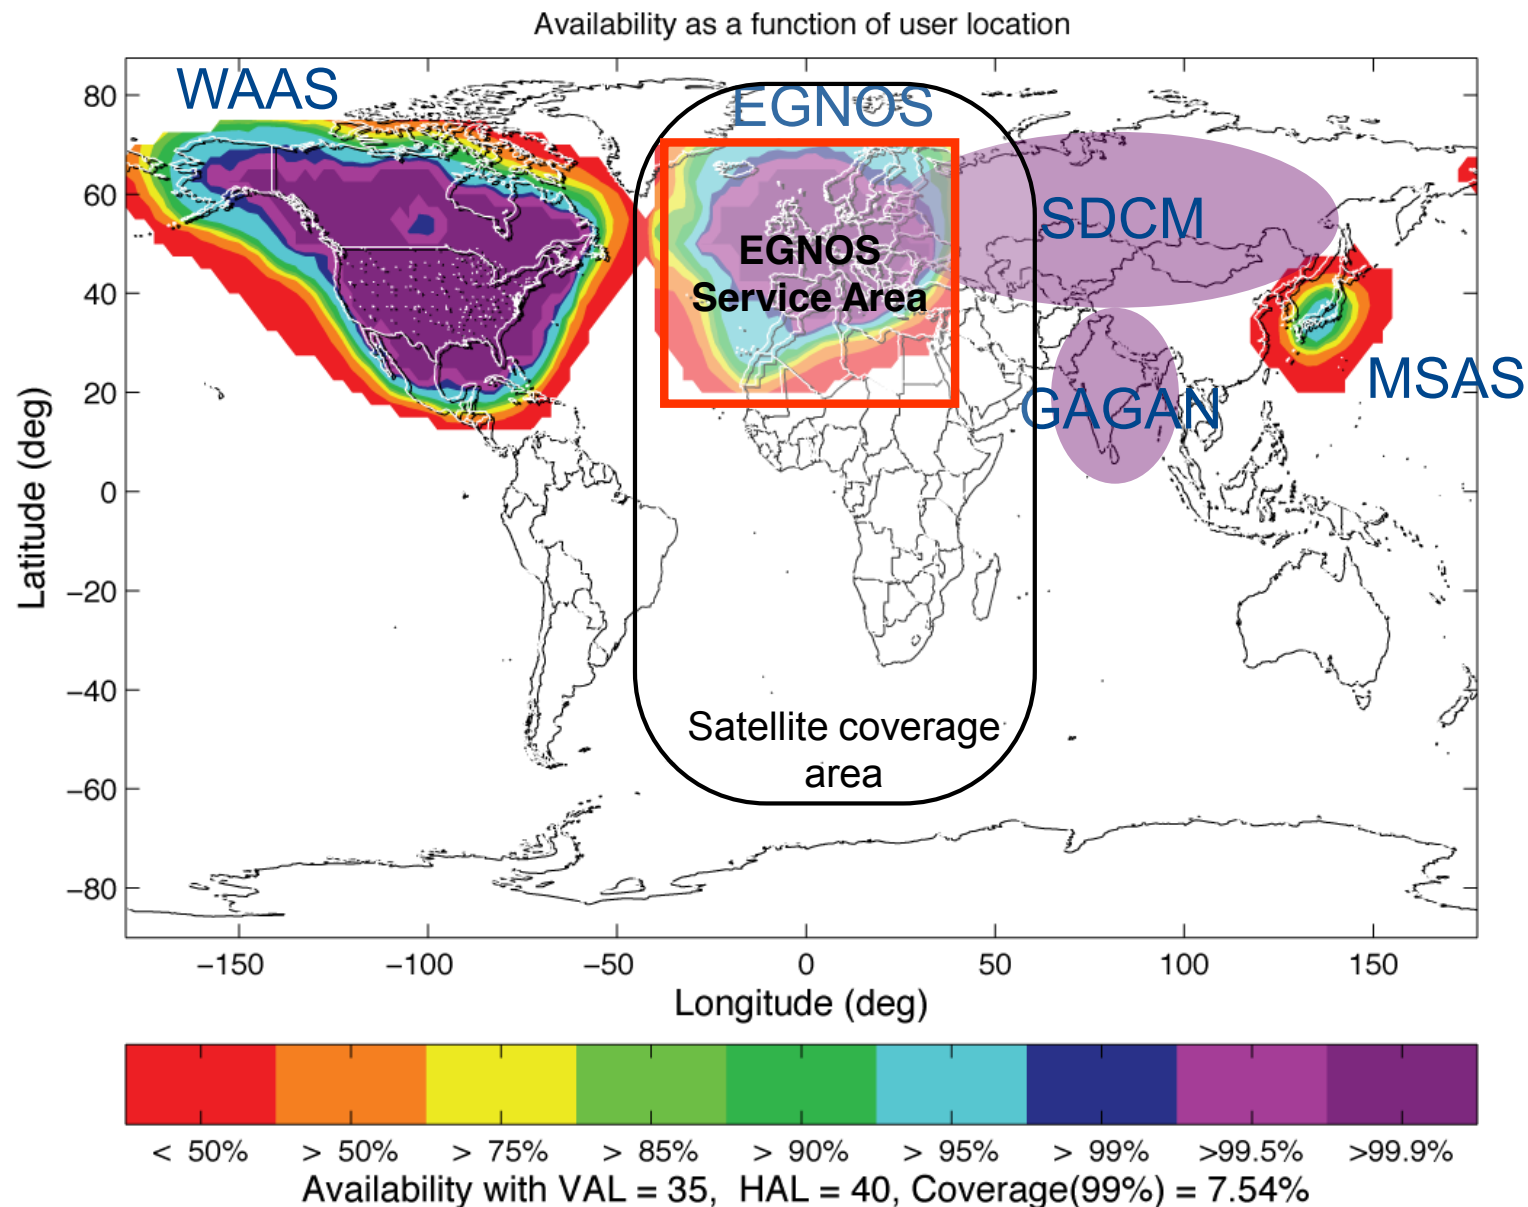 Availability as a function of user location
WAAS
EGNOS
EGNOS
Service Area
SDCM
GAGAN
MSAS
Satellite coverage
area
80
60
40
20
0
−20
−40
−60
−80
Latitude (deg)
−150 −100 −50 0 50 100 150
Longitude (deg)
< 50% > 50% > 75% > 85% > 90% > 95% > 99% >99.5% >99.9%
Availability with VAL = 35, HAL = 40, Coverage(99%) = 7.54%